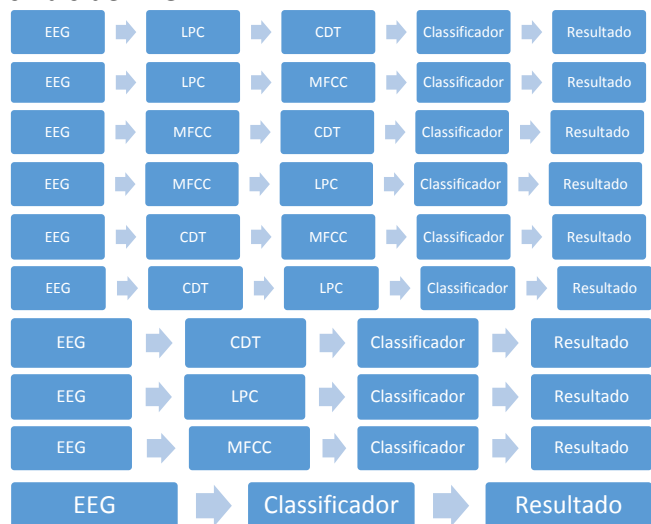 EEG LPC CDT Classificador Resultado
EEG LPC MFCC Classificador Resultado
EEG MFCC CDT Classificador Resultado
EEG MFCC LPC Classificador Resultado
EEG CDT MFCC Classificador Resultado
EEG CDT LPC Classificador Resultado
EEG CDT Classificador Resultado
EEG LPC Classificador Resultado
EEG MFCC Classificador Resultado
EEG Classificador Resultado